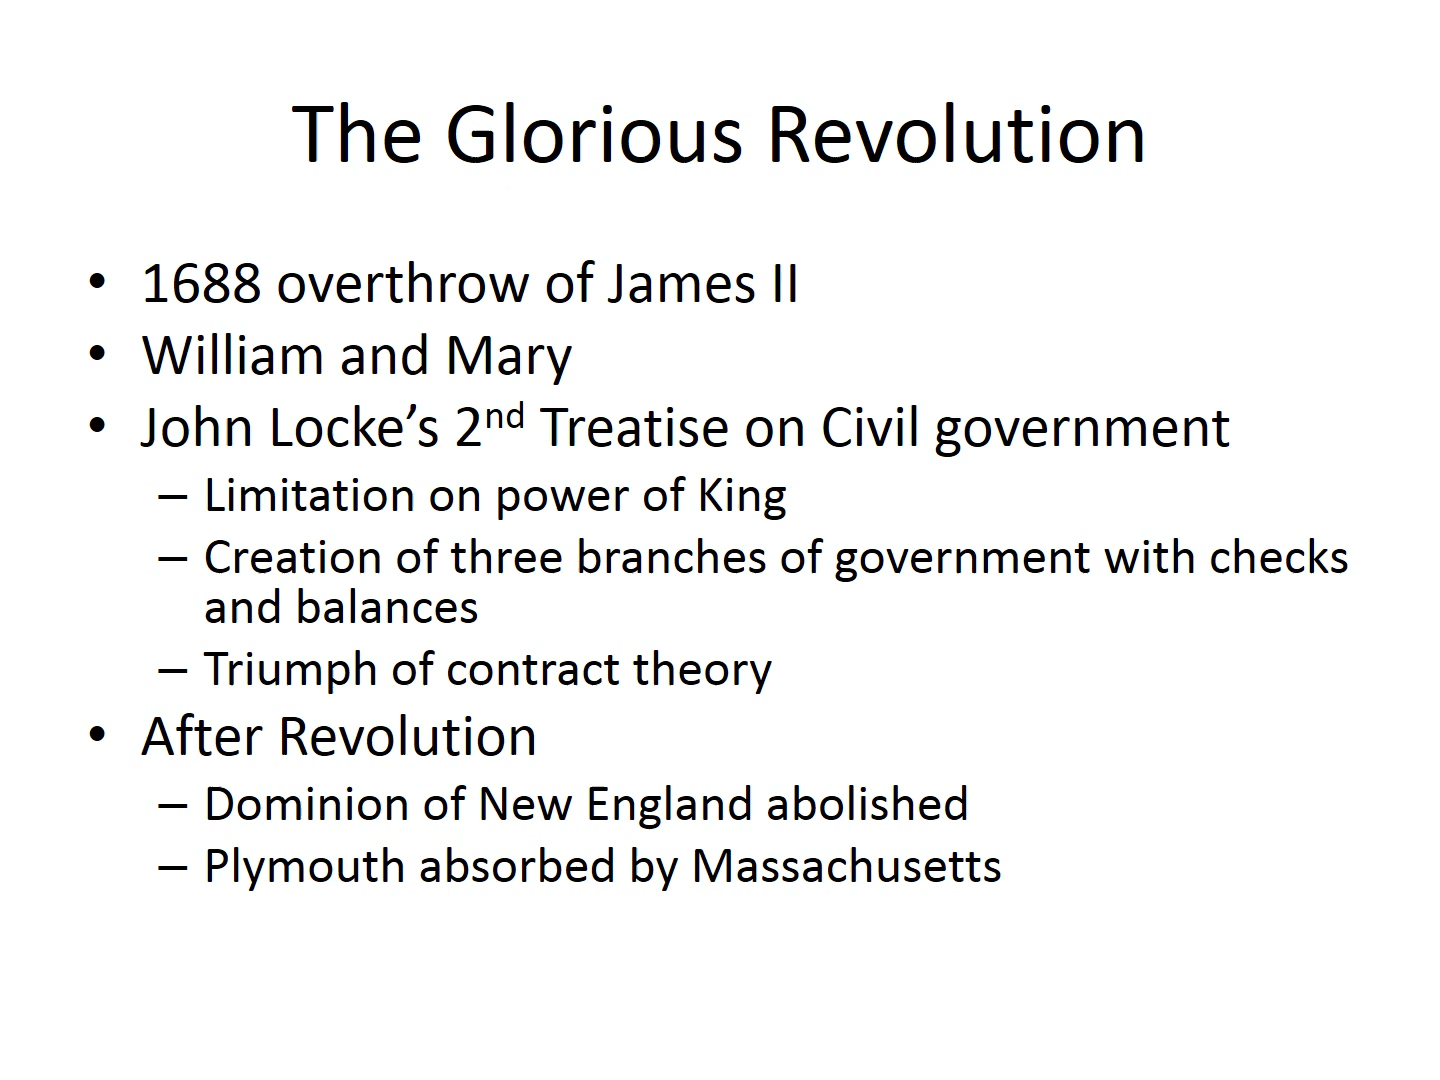 The Glorious Revolution
• 1688 overthrow of James II
• William and Mary
• John Locke’s 2nd Treatise on Civil government
– Limitation on power of King
– Creation of three branches of government with checks
and balances
– Triumph of contract theory
• After Revolution
– Dominion of New England abolished
– Plymouth absorbed by Massachusetts